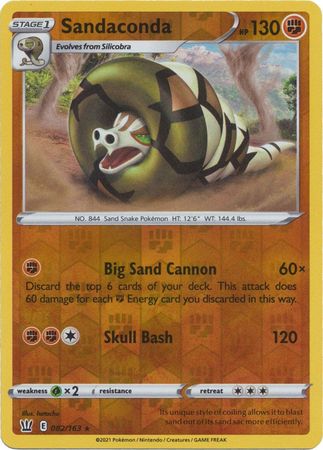 STAGE 1
Sandaconda
HP 130
Evolves from Silicobra
NO. 844 Sand Snake Pokémon HT: 12'6" WT: 144.4 lbs.
Big Sand Cannon 60×
Discard the top 6 cards of your deck. This attack does
60 damage for each Energy card you discarded in this way.
Skull Bash 120
weakness ×2 resistance retreat
Illus. hatachu
E 082/163 ★
Its unique style of coiling allows it to blast
sand out of its sand sac more efficiently.
©2021 Pokémon / Nintendo / Creatures / GAME FREAK